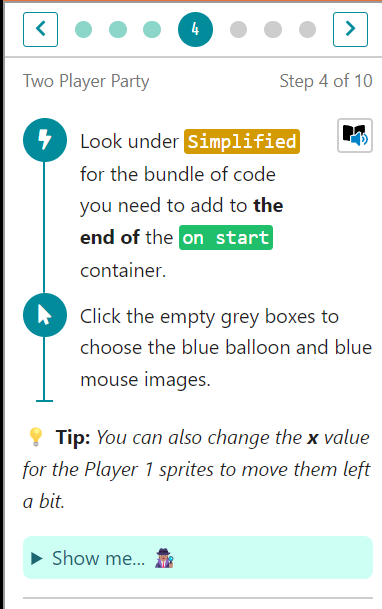 4
Two Player Party
Step 4 of 10
Look under Simplified
for the bundle of code
you need to add to the
end of the on start
container.
Click the empty grey boxes to
choose the blue balloon and blue
mouse images.
Tip: You can also change the x value
for the Player 1 sprites to move them left
a bit.
Show me...